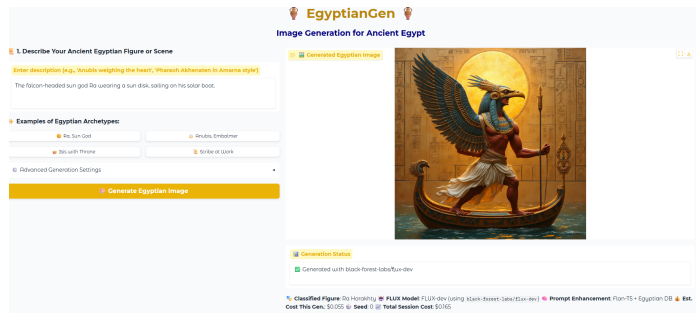 EgyptianGen
Image Generation for Ancient Egypt
1. Describe Your Ancient Egyptian Figure or Scene
Enter description (e.g., 'Anubis weighing the heart', 'Pharaoh Akhenaten in Amarna style')
The falcon-headed sun god Ra wearing a sun disk, sailing on his solar boat.
Examples of Egyptian Archetypes:
Ra, Sun God
Anubis, Embalmer
Isis with Throne
Scribe at Work
Advanced Generation Settings
Generate Egyptian Image
Generated Egyptian Image
Generation Status
✅ Generated with black-forest-labs/flux-dev
Classified Figure: Ra Horakhty FLUX Model: FLUX-dev (using black-forest-labs/flux-dev) Prompt Enhancement: Flan-T5 + Egyptian DB Est.
Cost This Gen.: $0.055 Seed: 0 Total Session Cost: $0.165